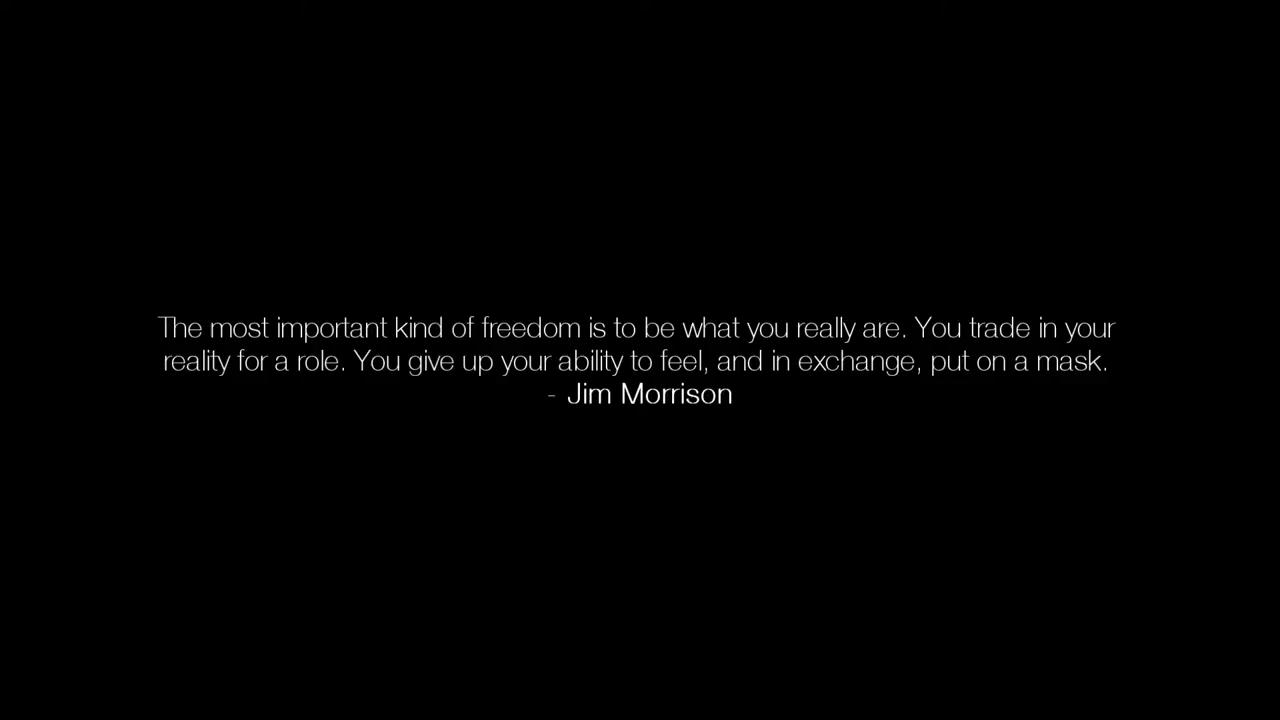 The most important kind of freedom is to be what you really are. You trade in your
reality for a role. You give up your ability to feel, and in exchange, put on a mask.
- Jim Morrison